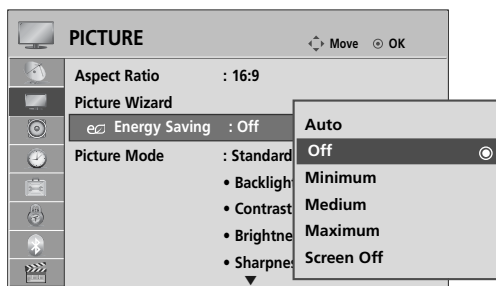 PICTURE
Move OK
Aspect Ratio : 16:9
Picture Wizard
Energy Saving : Off
Picture Mode : Standard
• Backligh
• Contrast
• Brightne
• Sharpne
Auto
Off
Minimum
Medium
Maximum
Screen Off